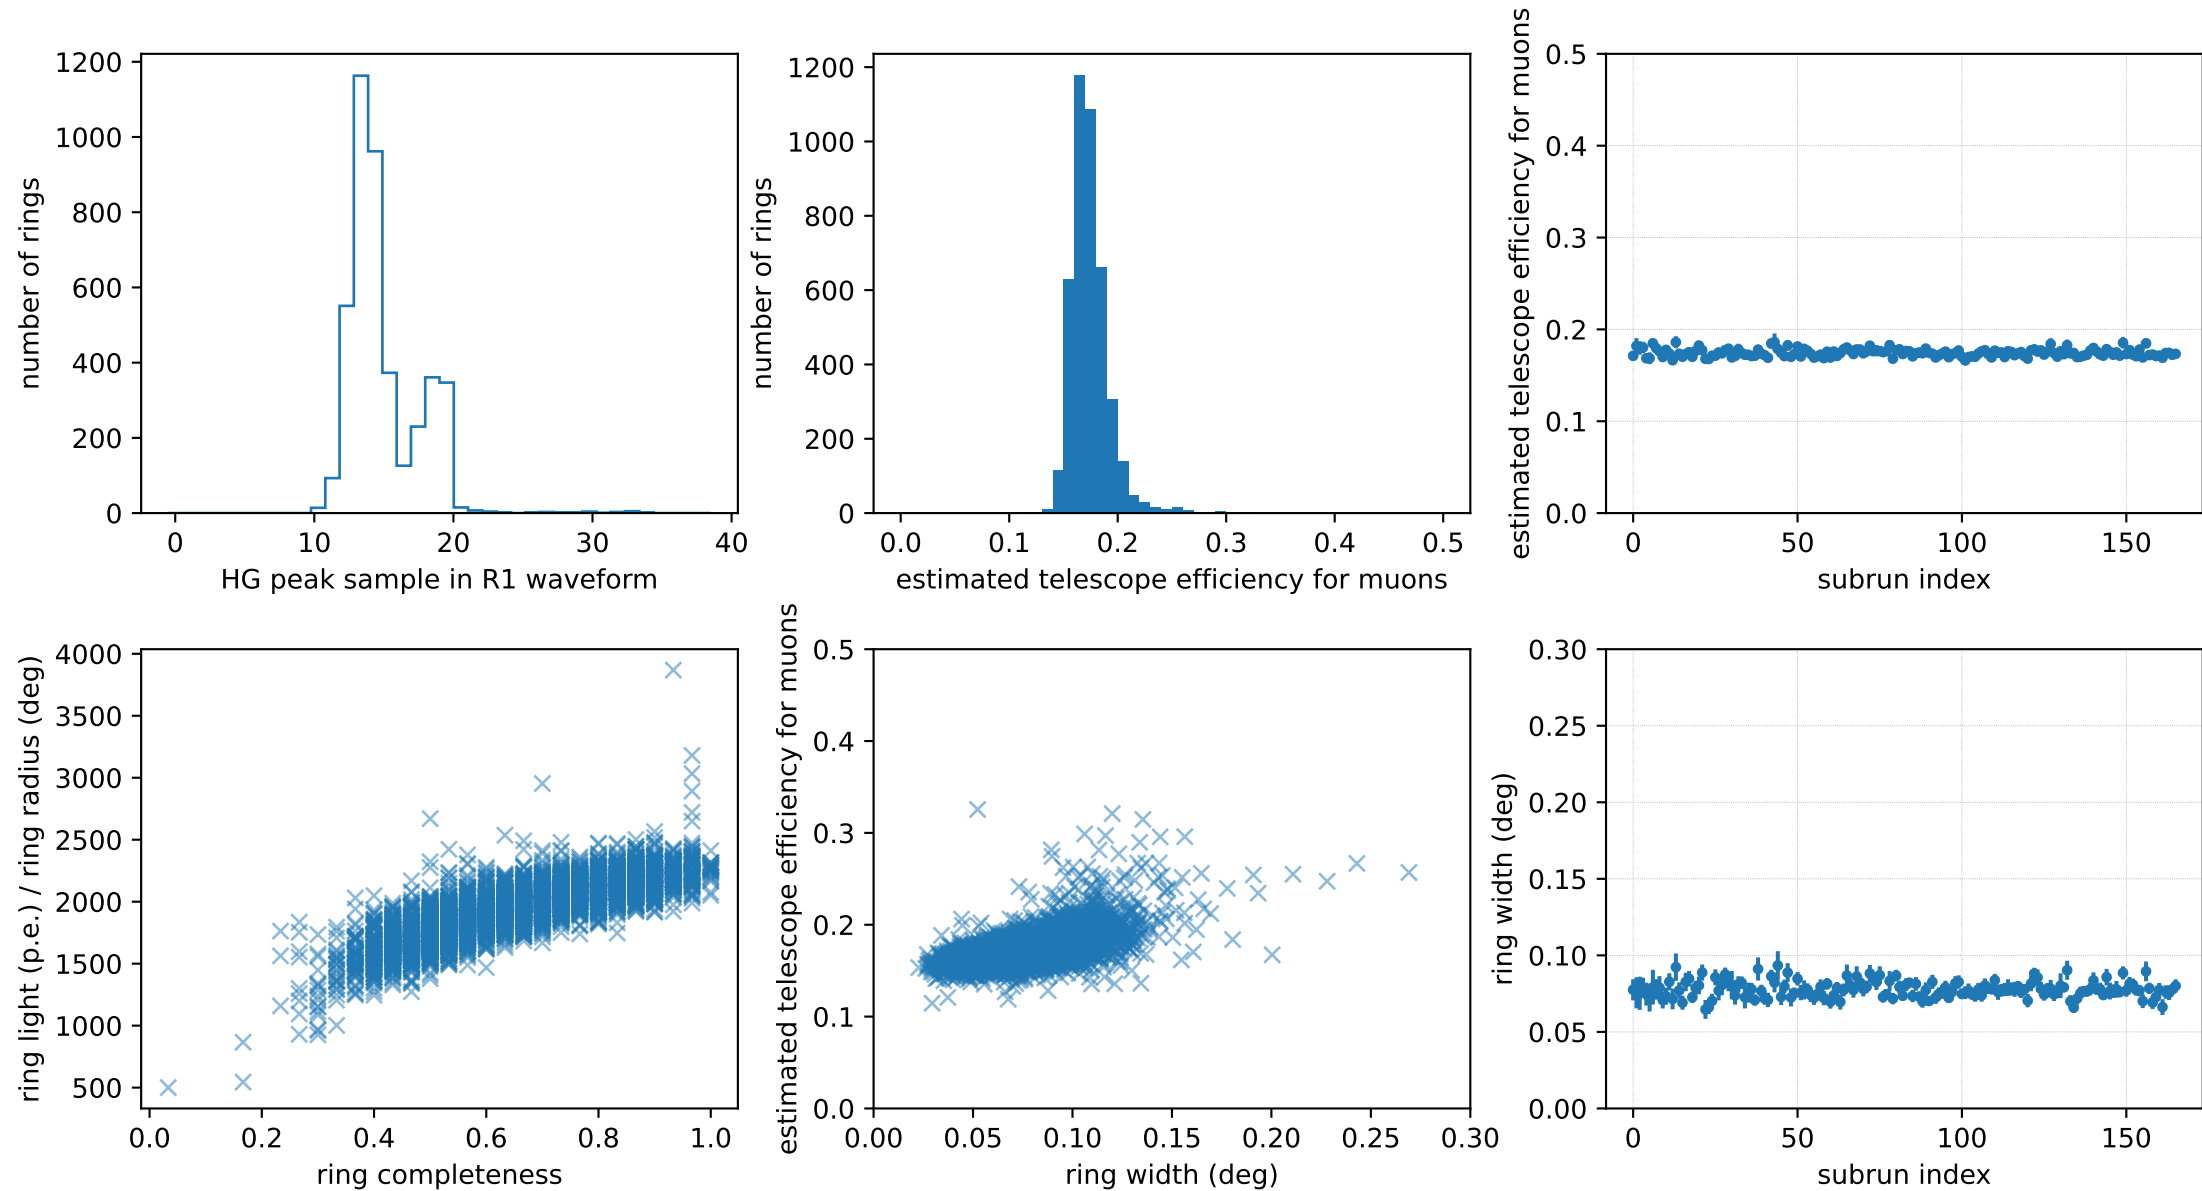 number of rings
1200
1000
800
600
400
200
0
0 10 20 30 40
HG peak sample in R1 waveform
number of rings
1200
1000
800
600
400
200
0
0.0 0.1 0.2 0.3 0.4 0.5
estimated telescope efficiency for muons
estimated telescope efficiency for muons
0.5
0.4
0.3
0.2
0.1
0.0
0 50 100 150
subrun index
ring light (p.e.) / ring radius (deg)
4000
3500
3000
2500
2000
1500
1000
500
0.0 0.2 0.4 0.6 0.8 1.0
ring completeness
estimated telescope efficiency for muons
0.5
0.4
0.3
0.2
0.1
0.0
0.00 0.05 0.10 0.15 0.20 0.25 0.30
ring width (deg)
ring width (deg)
0.30
0.25
0.20
0.15
0.10
0.05
0.00
0 50 100 150
subrun index